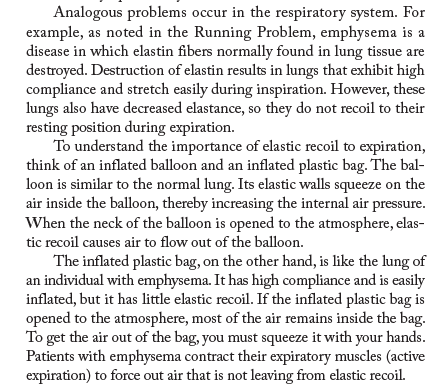 Analogous problems occur in the respiratory system. For
example, as noted in the Running Problem, emphysema is a
disease in which elastin fibers normally found in lung tissue are
destroyed. Destruction of elastin results in lungs that exhibit high
compliance and stretch easily during inspiration. However, these
lungs also have decreased elastance, so they do not recoil to their
resting position during expiration.
To understand the importance of elastic recoil to expiration,
think of an inflated balloon and an inflated plastic bag. The bal-
loon is similar to the normal lung. Its elastic walls squeeze on the
air inside the balloon, thereby increasing the internal air pressure.
When the neck of the balloon is opened to the atmosphere, elas-
tic recoil causes air to flow out of the balloon.
The inflated plastic bag, on the other hand, is like the lung of
an individual with emphysema. It has high compliance and is easily
inflated, but it has little elastic recoil. If the inflated plastic bag is
opened to the atmosphere, most of the air remains inside the bag.
To get the air out of the bag, you must squeeze it with your hands.
Patients with emphysema contract their expiratory muscles (active
expiration) to force out air that is not leaving from elastic recoil.